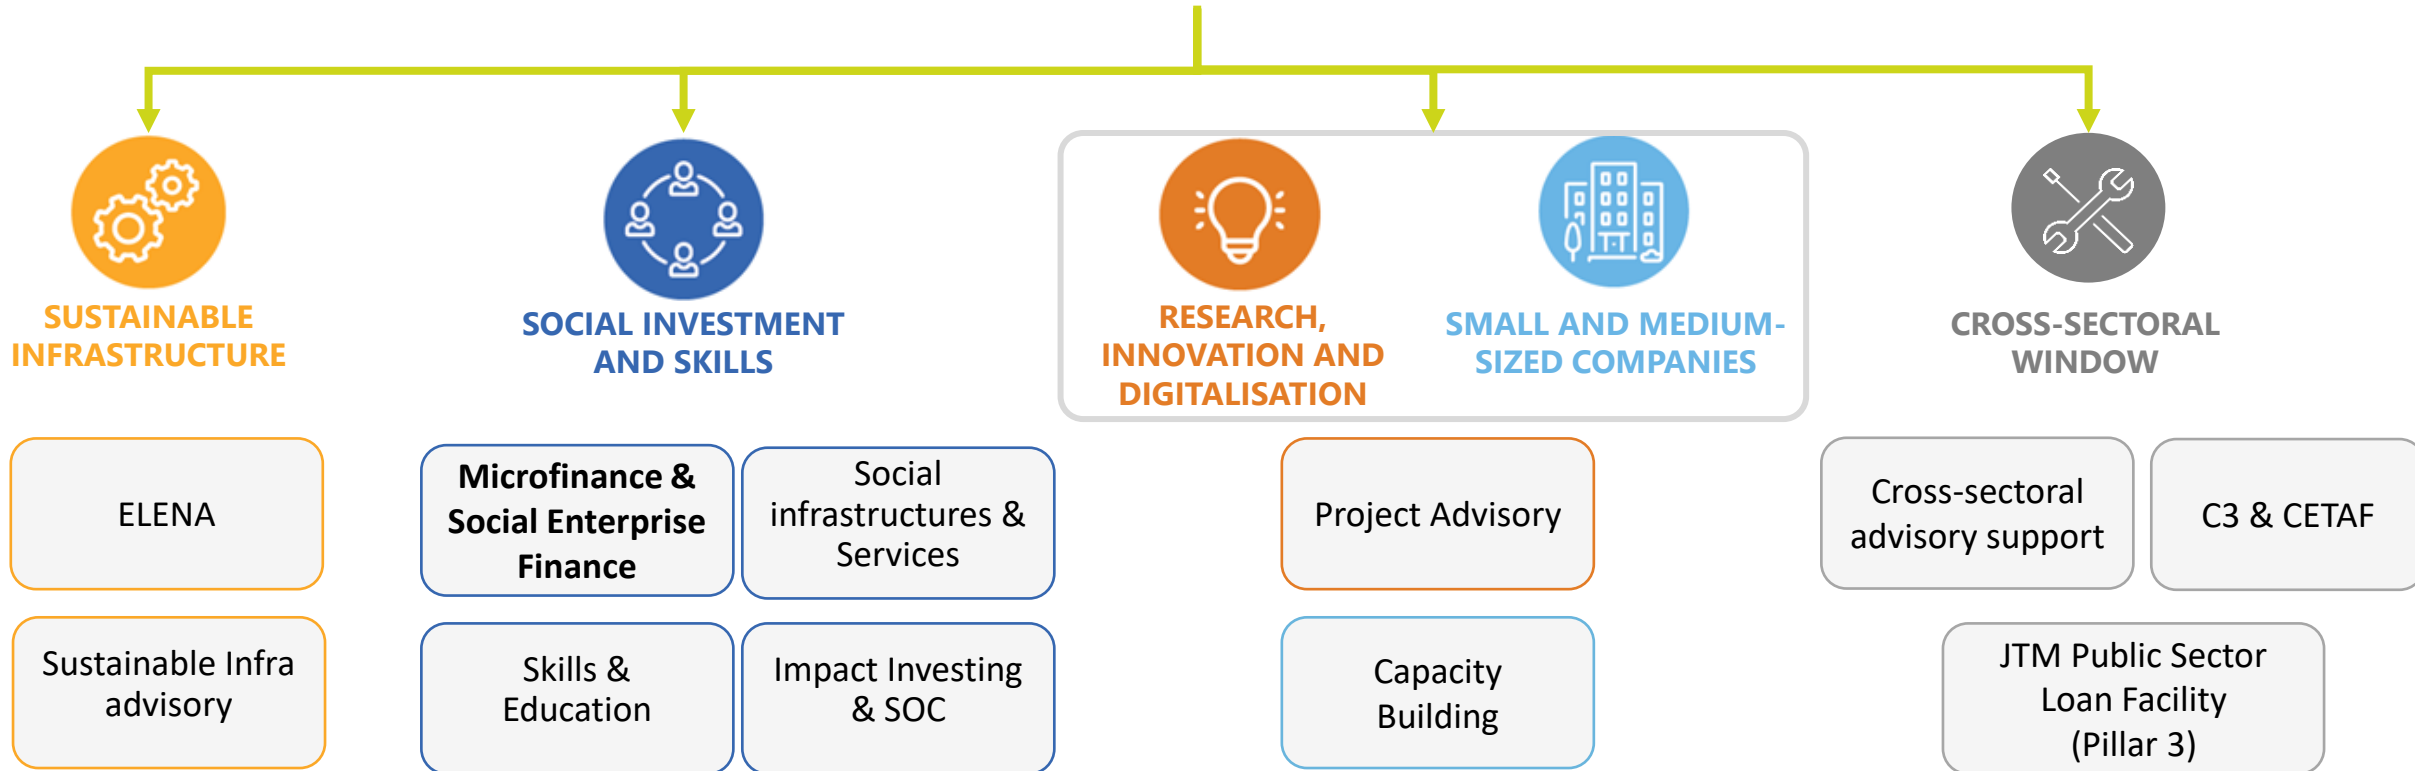 SUSTAINABLE
INFRASTRUCTURE
SOCIAL INVESTMENT
AND SKILLS
RESEARCH,
INNOVATION AND
DIGITALISATION
SMALL AND MEDIUM-
SIZED COMPANIES
CROSS-SECTORAL
WINDOW
ELENA
Microfinance &
Social Enterprise
Finance
Social
infrastructures &
Services
Project Advisory
Cross-sectoral
advisory support
C3 & CETAF
Sustainable Infra
advisory
Skills &
Education
Impact Investing
& SOC
Capacity
Building
JTM Public Sector
Loan Facility
(Pillar 3)